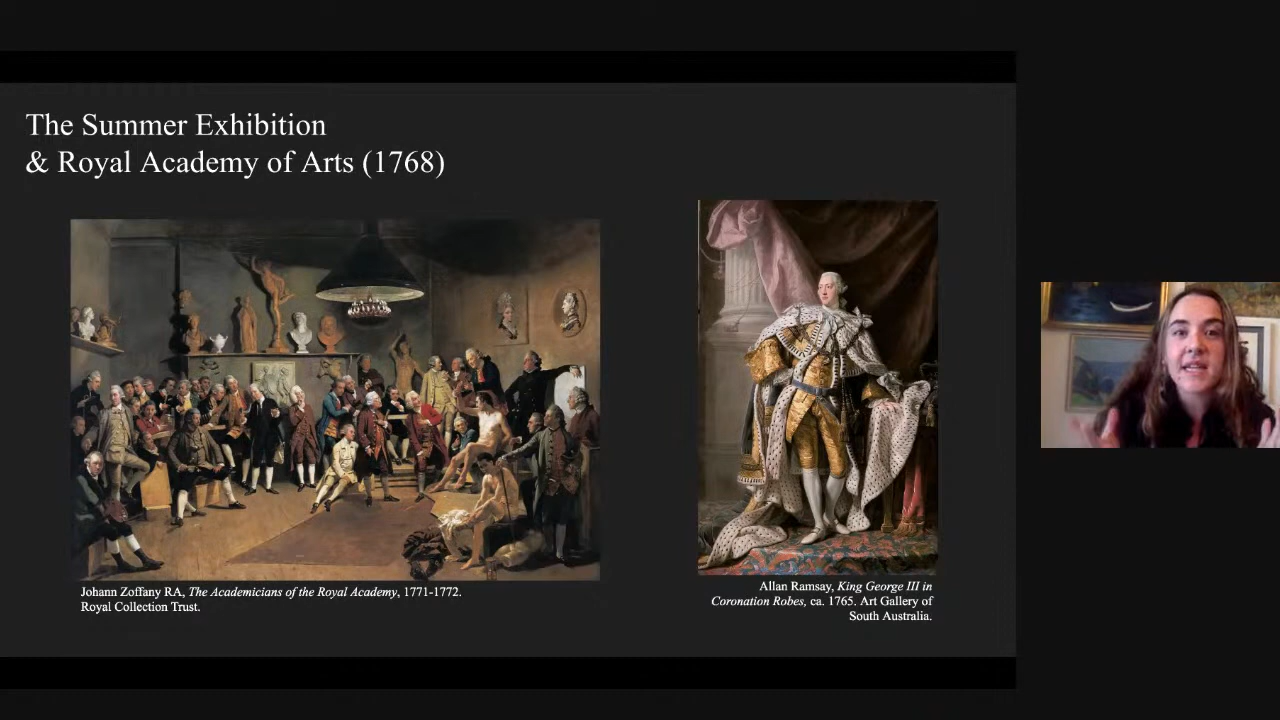 The Summer Exhibition
& Royal Academy of Arts (1768)
Johann Zoffany RA, The Academicians of the Royal Academy, 1771-1772.
Royal Collection Trust.
Allan Ramsay, King George III in
Coronation Robes, ca. 1765. Art Gallery of
South Australia.